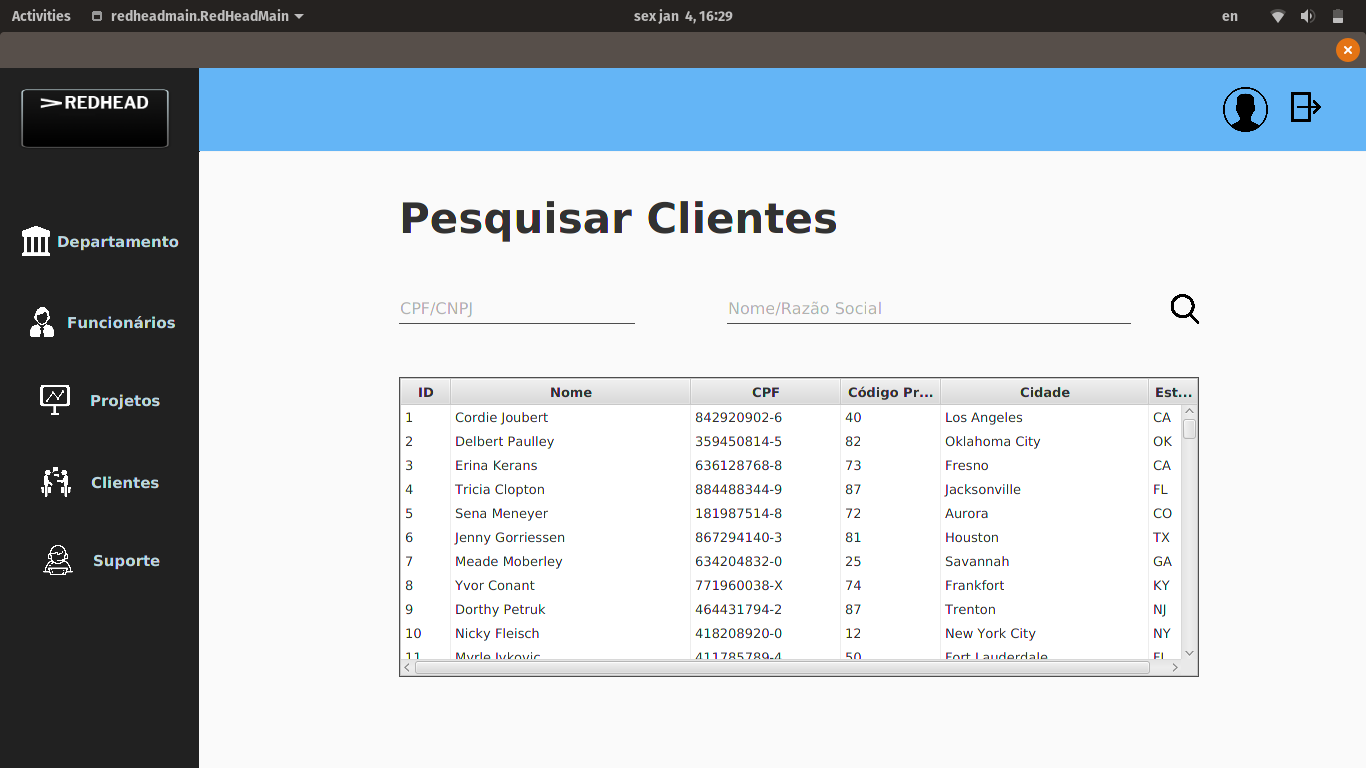 Activities redheadmain.RedHeadMain sex jan 4, 16:29 en
REDHEAD
Departamento
Funcionários
Projetos
Clientes
Suporte
Pesquisar Clientes
CPF/CNPJ Nome/Razão Social
ID Nome CPF Código Pr... Cidade Est...
1 Cordie Joubert 842920902-6 40 Los Angeles CA
2 Delbert Paulley 359450814-5 82 Oklahoma City OK
3 Erina Kerans 636128768-8 73 Fresno CA
4 Tricia Clopton 884488344-9 87 Jacksonville FL
5 Sena Meneyer 181987514-8 72 Aurora CO
6 Jenny Gorriessen 867294140-3 81 Houston TX
7 Meade Moberley 634204832-0 25 Savannah GA
8 Yvor Conant 771960038-X 74 Frankfort KY
9 Dorthy Petruk 464431794-2 87 Trenton NJ
10 Nicky Fleisch 418208920-0 12 New York City NY
11 Myrle Ivkovic 411785789-4 50 Fort Lauderdale FL